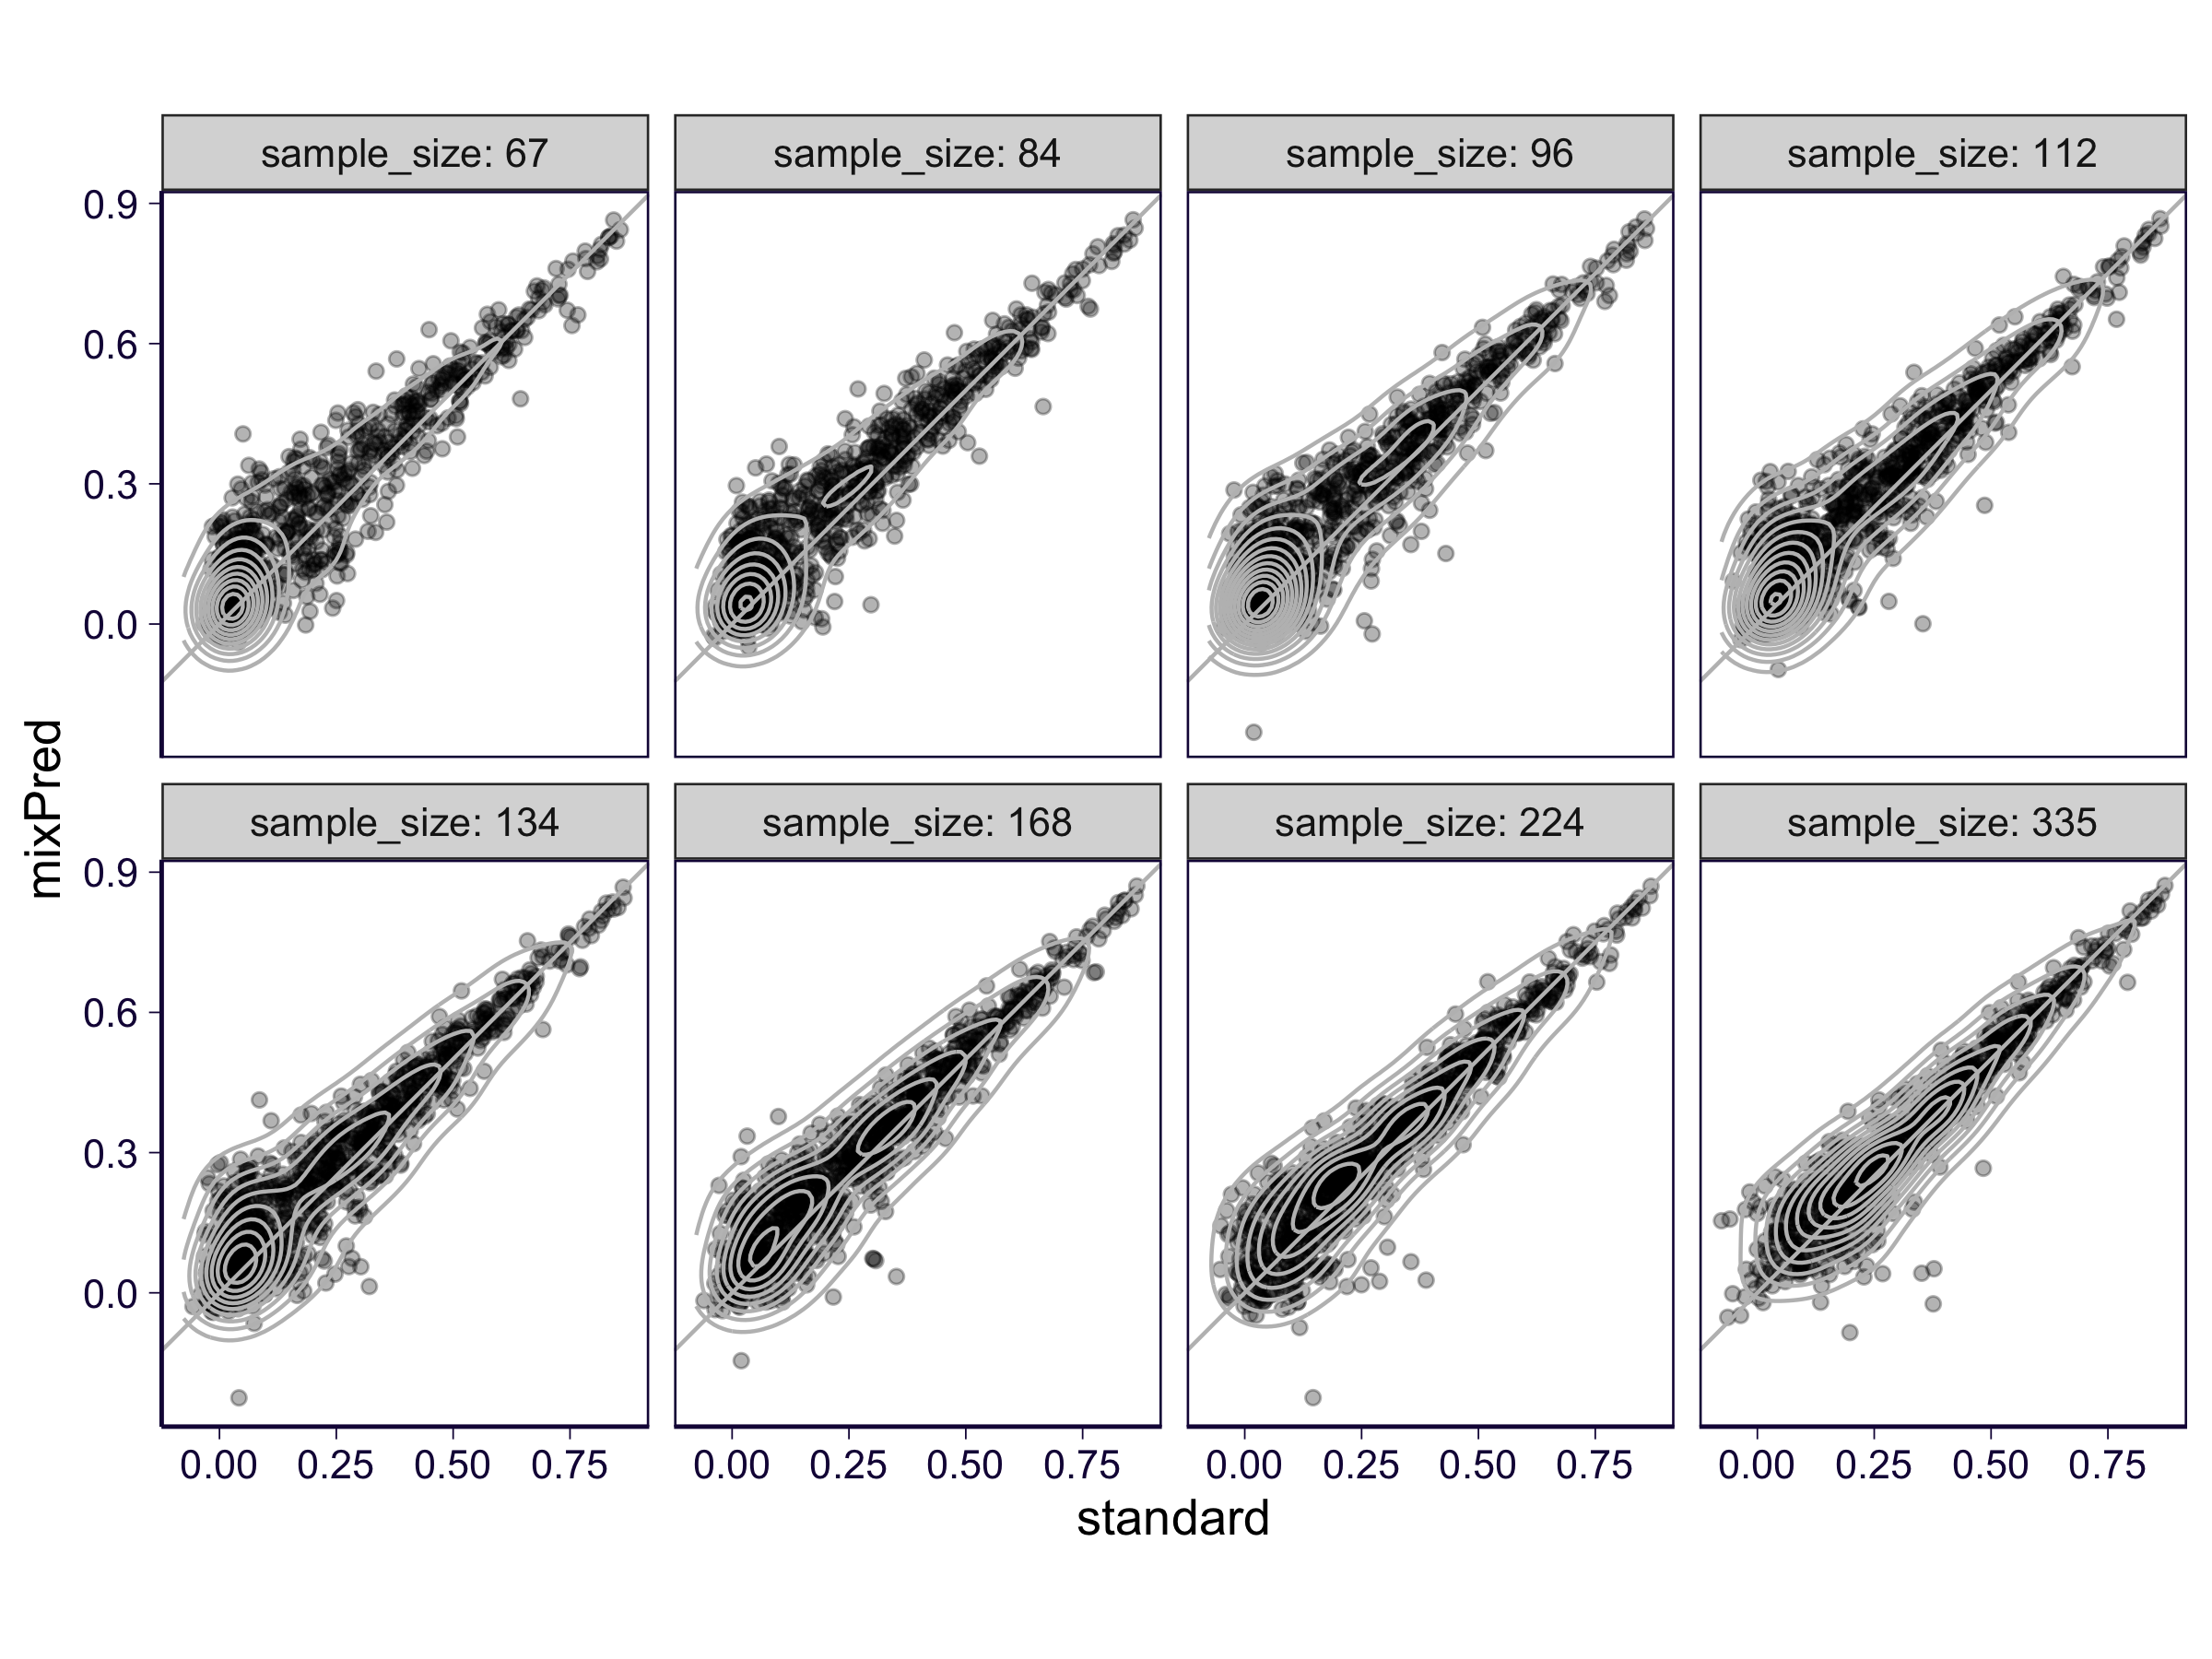 sample_size: 67
sample_size: 84
sample_size: 96
sample_size: 112
0.9
0.6
0.3
0.0
mixPred
sample_size: 134
sample_size: 168
sample_size: 224
sample_size: 335
0.9
0.6
0.3
0.0
0.00 0.25 0.50 0.75
0.00 0.25 0.50 0.75
0.00 0.25 0.50 0.75
0.00 0.25 0.50 0.75
standard